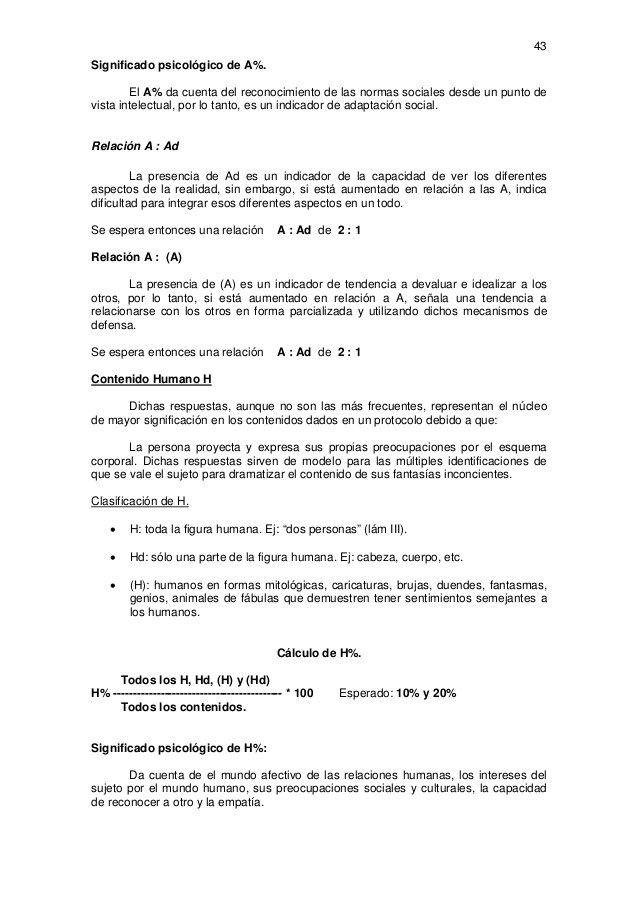 43
Significado psicológico de A%.
El A% da cuenta del reconocimiento de las normas sociales desde un punto de
vista intelectual, por lo tanto, es un indicador de adaptación social.
Relación A : Ad
La presencia de Ad es un indicador de la capacidad de ver los diferentes
aspectos de la realidad, sin embargo, si está aumentado en relación a las A, indica
dificultad para integrar esos diferentes aspectos en un todo.
Se espera entonces una relación A : Ad de 2 : 1
Relación A : (A)
La presencia de (A) es un indicador de tendencia a devaluar e idealizar a los
otros, por lo tanto, si está aumentado en relación a A, señala una tendencia a
relacionarse con los otros en forma parcializada y utilizando dichos mecanismos de
defensa.
Se espera entonces una relación A : Ad de 2 : 1
Contenido Humano H
Dichas respuestas, aunque no son las más frecuentes, representan el núcleo
de mayor significación en los contenidos dados en un protocolo debido a que:
La persona proyecta y expresa sus propias preocupaciones por el esquema
corporal. Dichas respuestas sirven de modelo para las múltiples identificaciones de
que se vale el sujeto para dramatizar el contenido de sus fantasías inconcientes.
Clasificación de H.
• H: toda la figura humana. Ej: “dos personas” (lám III).
• Hd: sólo una parte de la figura humana. Ej: cabeza, cuerpo, etc.
• (H): humanos en formas mitológicas, caricaturas, brujas, duendes, fantasmas,
genios, animales de fábulas que demuestren tener sentimientos semejantes a
los humanos.
Cálculo de H%.
Todos los H, Hd, (H) y (Hd)
H% ------------------------------------------- * 100 Esperado: 10% y 20%
Todos los contenidos.
Significado psicológico de H%:
Da cuenta de el mundo afectivo de las relaciones humanas, los intereses del
sujeto por el mundo humano, sus preocupaciones sociales y culturales, la capacidad
de reconocer a otro y la empatía.